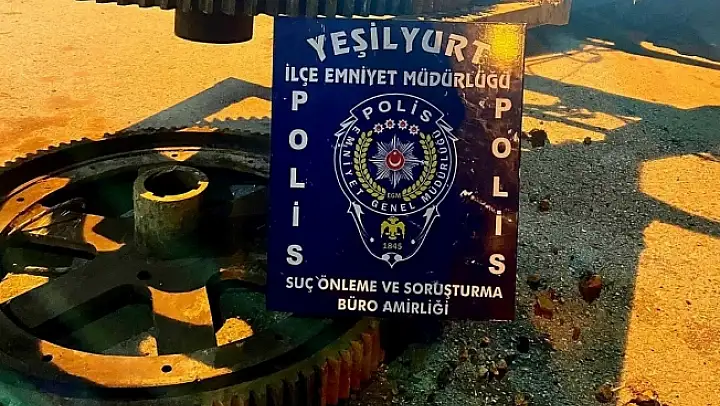 YEŞİLYURT
İLÇE EMNİYET MÜDÜRLÜĞÜ
POLİS
POLİS
POLİS
EMNİYET GENEL MÜDÜRLÜĞÜ
EGM
1845
SUÇ ÖNLEME VE SORUŞTURMA
BÜRO AMİRLİĞİ